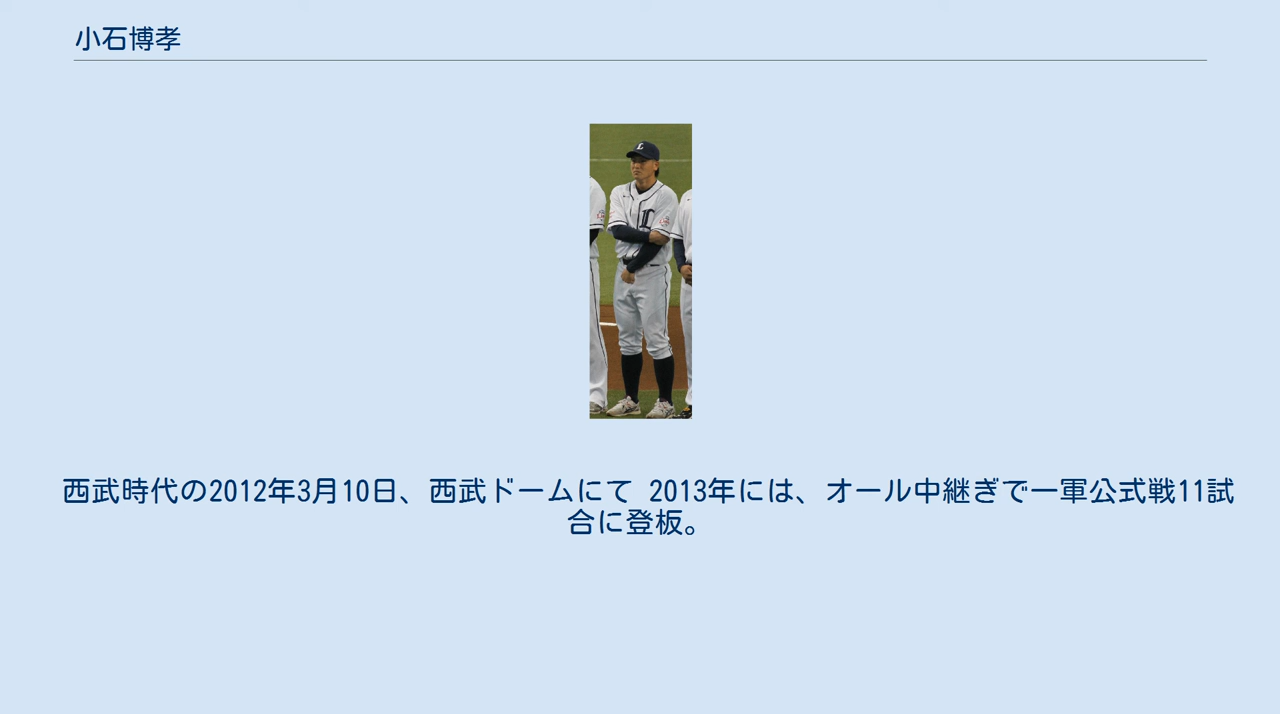 小石博孝
西武時代の2012年3月10日、西武ドームにて 2013年には、オール中継ぎで一軍公式戦11試
合に登板。